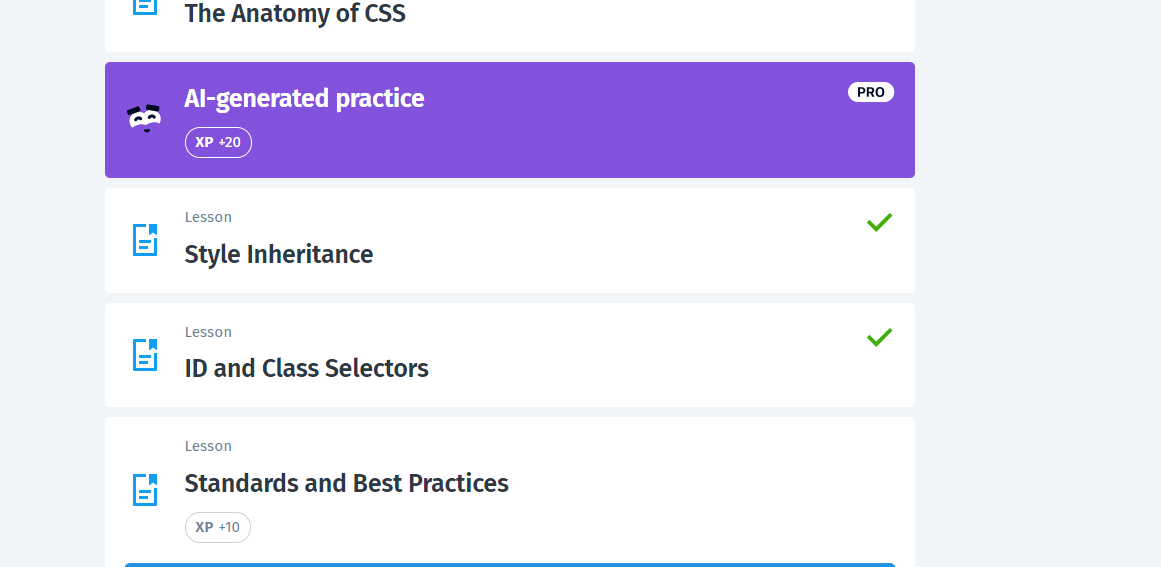 The Anatomy of CSS
AI-generated practice
PRO
XP +20
Lesson
Style Inheritance
Lesson
ID and Class Selectors
Lesson
Standards and Best Practices
XP +10